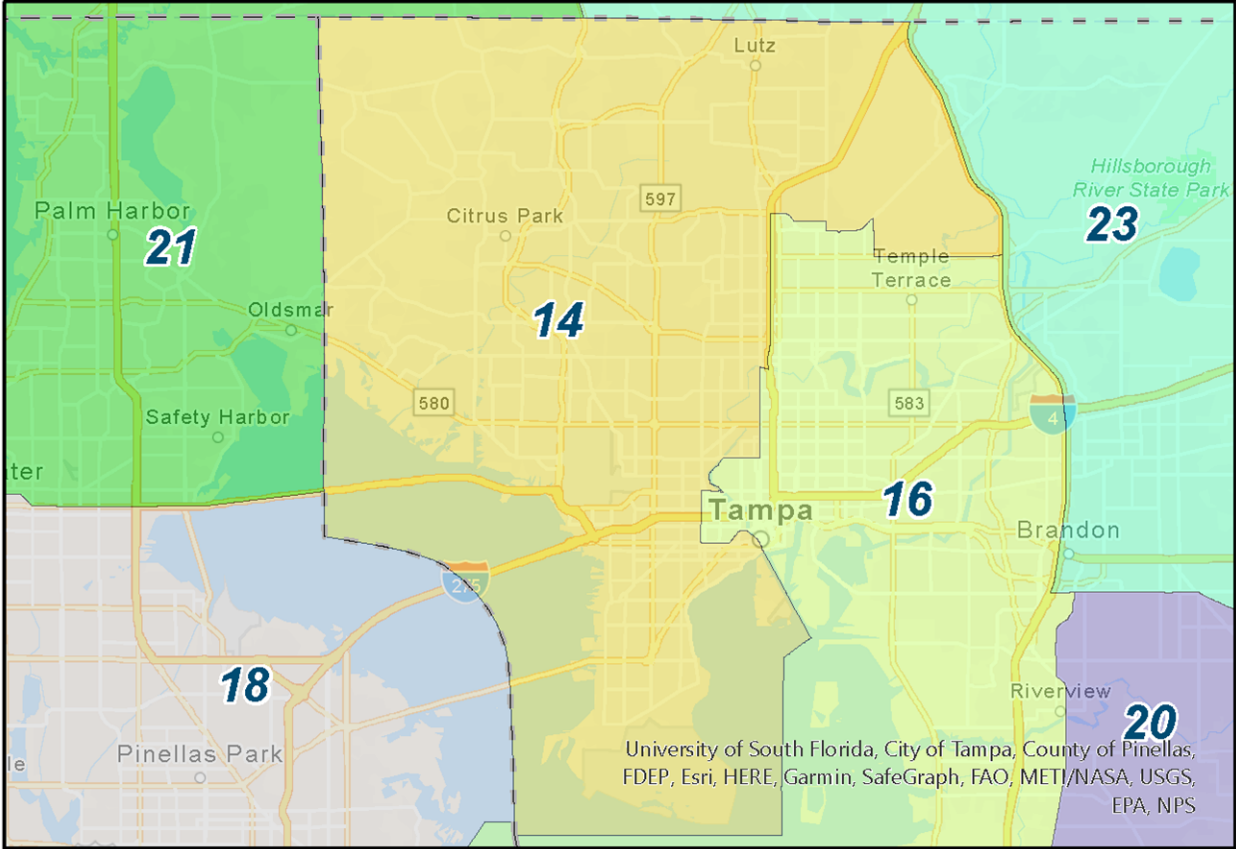 Lutz
Hillsborough
River State Park
597
Palm Harbor
Citrus Park
23
21
Temple
Terrace
Oldsmar
14
580
583
Safety Harbor
4
ter
16
Tampa
Brandon
275
18
Riverview
20
Pinellas Park
le
University of South Florida, City of Tampa, County of Pinellas,
FDEP, Esri, HERE, Garmin, SafeGraph, FAO, METI/NASA, USGS,
EPA, NPS